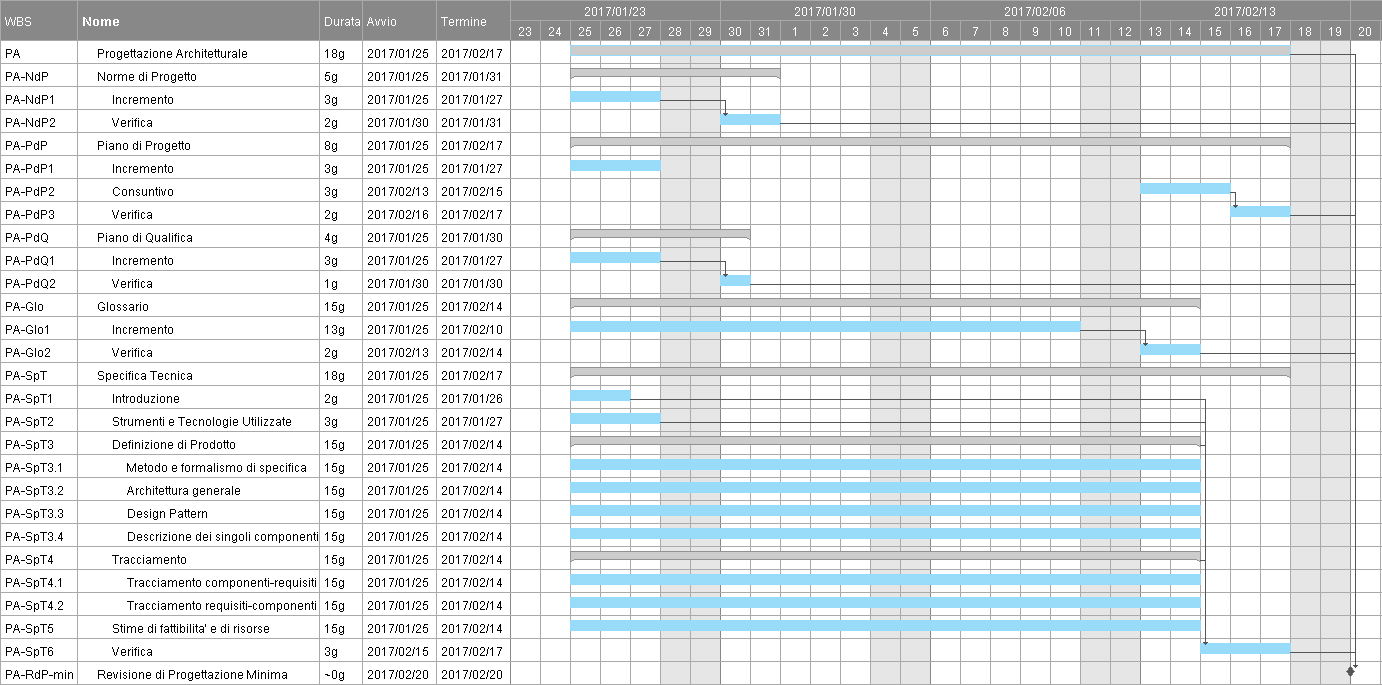 WBS Nome Durata Avvio Termine 2017/01/23 2017/01/30 2017/02/06 2017/02/13
23 24 25 26 27 28 29 30 31 1 2 3 4 5 6 7 8 9 10 11 12 13 14 15 16 17 18 19 20
PA Progettazione Architetturale 18g 2017/01/25 2017/02/17
PA-NdP Norme di Progetto 5g 2017/01/25 2017/01/31
PA-NdP1 Incremento 3g 2017/01/25 2017/01/27
PA-NdP2 Verifica 2g 2017/01/30 2017/01/31
PA-PdP Piano di Progetto 8g 2017/01/25 2017/02/17
PA-PdP1 Incremento 3g 2017/01/25 2017/01/27
PA-PdP2 Consuntivo 3g 2017/02/13 2017/02/15
PA-PdP3 Verifica 2g 2017/02/16 2017/02/17
PA-PdQ Piano di Qualifica 4g 2017/01/25 2017/01/30
PA-PdQ1 Incremento 3g 2017/01/25 2017/01/27
PA-PdQ2 Verifica 1g 2017/01/30 2017/01/30
PA-Glo Glossario 15g 2017/01/25 2017/02/14
PA-Glo1 Incremento 13g 2017/01/25 2017/02/10
PA-Glo2 Verifica 2g 2017/02/13 2017/02/14
PA-SpT Specifica Tecnica 18g 2017/01/25 2017/02/17
PA-SpT1 Introduzione 2g 2017/01/25 2017/01/26
PA-SpT2 Strumenti e Tecnologie Utilizzate 3g 2017/01/25 2017/01/27
PA-SpT3 Definizione di Prodotto 15g 2017/01/25 2017/02/14
PA-SpT3.1 Metodo e formalismo di specifica 15g 2017/01/25 2017/02/14
PA-SpT3.2 Architettura generale 15g 2017/01/25 2017/02/14
PA-SpT3.3 Design Pattern 15g 2017/01/25 2017/02/14
PA-SpT3.4 Descrizione dei singoli componenti 15g 2017/01/25 2017/02/14
PA-SpT4 Tracciamento 15g 2017/01/25 2017/02/14
PA-SpT4.1 Tracciamento componenti-requisiti 15g 2017/01/25 2017/02/14
PA-SpT4.2 Tracciamento requisiti-componenti 15g 2017/01/25 2017/02/14
PA-SpT5 Stime di fattibilita' e di risorse 15g 2017/01/25 2017/02/14
PA-SpT6 Verifica 3g 2017/02/15 2017/02/17
PA-RdP-min Revisione di Progettazione Minima ~0g 2017/02/20 2017/02/20